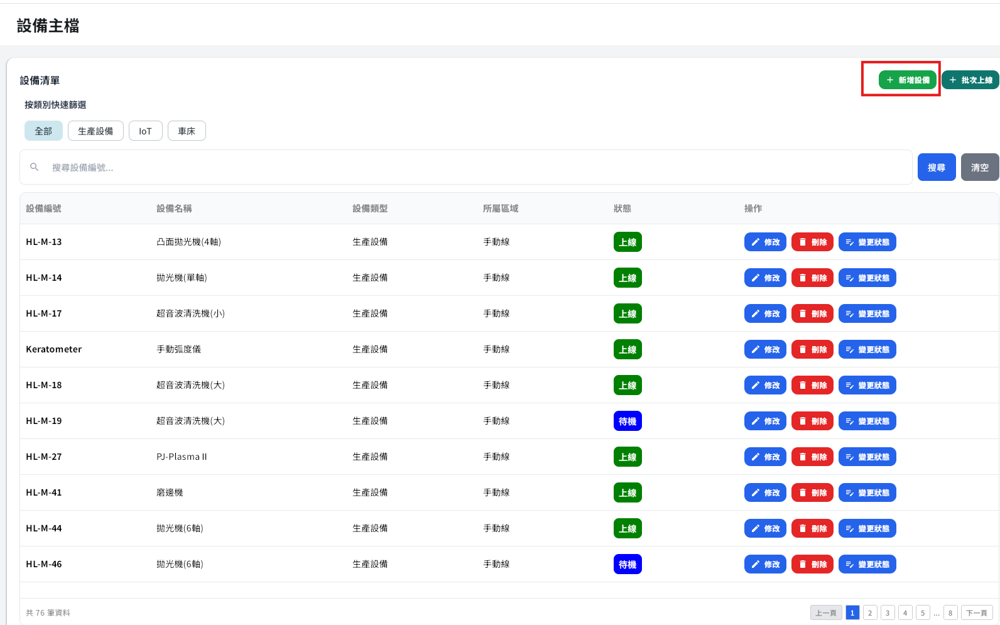 設備主檔
設備清單
新增設備 批次上線
按類別快速篩選
全部 生產設備 IoT 車床
搜尋設備編號... 搜尋 清空
設備編號 設備名稱 設備類型 所屬區域 狀態 操作
HL-M-13 凸面拋光機(4軸) 生產設備 手動線 上線 修改 刪除 變更狀態
HL-M-14 拋光機(單軸) 生產設備 手動線 上線 修改 刪除 變更狀態
HL-M-17 超音波清洗機(小) 生產設備 手動線 上線 修改 刪除 變更狀態
Keratometer 手動弧度儀 生產設備 手動線 上線 修改 刪除 變更狀態
HL-M-18 超音波清洗機(大) 生產設備 手動線 上線 修改 刪除 變更狀態
HL-M-19 超音波清洗機(大) 生產設備 手動線 待機 修改 刪除 變更狀態
HL-M-27 PJ-Plasma II 生產設備 手動線 上線 修改 刪除 變更狀態
HL-M-41 磨邊機 生產設備 手動線 上線 修改 刪除 變更狀態
HL-M-44 拋光機(6軸) 生產設備 手動線 上線 修改 刪除 變更狀態
HL-M-46 拋光機(6軸) 生產設備 手動線 待機 修改 刪除 變更狀態
共 76 筆資料 上一頁 1 2 3 4 5 ... 8 下一頁